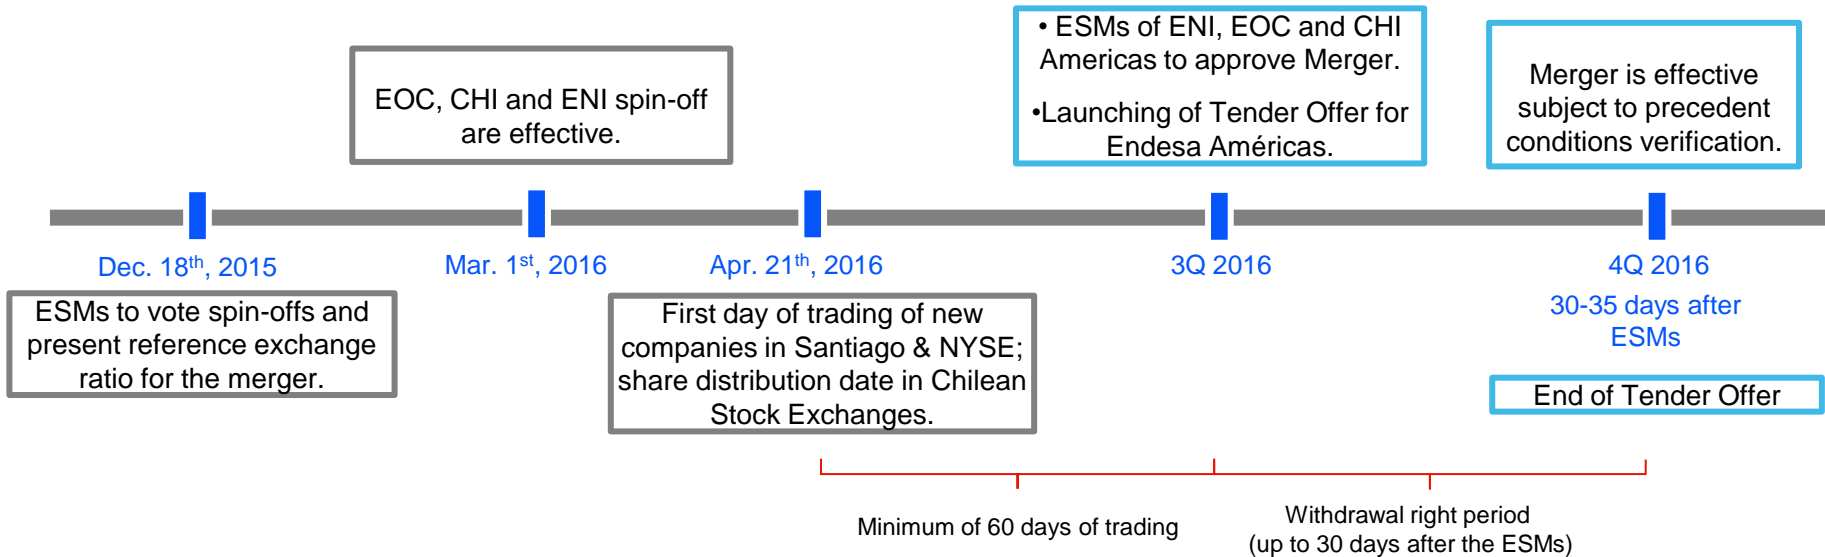 EOC, CHI and ENI spin-off
are effective.
• ESMs of ENI, EOC and CHI
Americas to approve Merger.
•Launching of Tender Offer for
Endesa Américas.
Merger is effective
subject to precedent
conditions verification.
Dec. 18th, 2015
Mar. 1st, 2016
Apr. 21th, 2016
3Q 2016
4Q 2016
30-35 days after
ESMs
ESMs to vote spin-offs and
present reference exchange
ratio for the merger.
First day of trading of new
companies in Santiago & NYSE;
share distribution date in Chilean
Stock Exchanges.
End of Tender Offer
Minimum of 60 days of trading
Withdrawal right period
(up to 30 days after the ESMs)